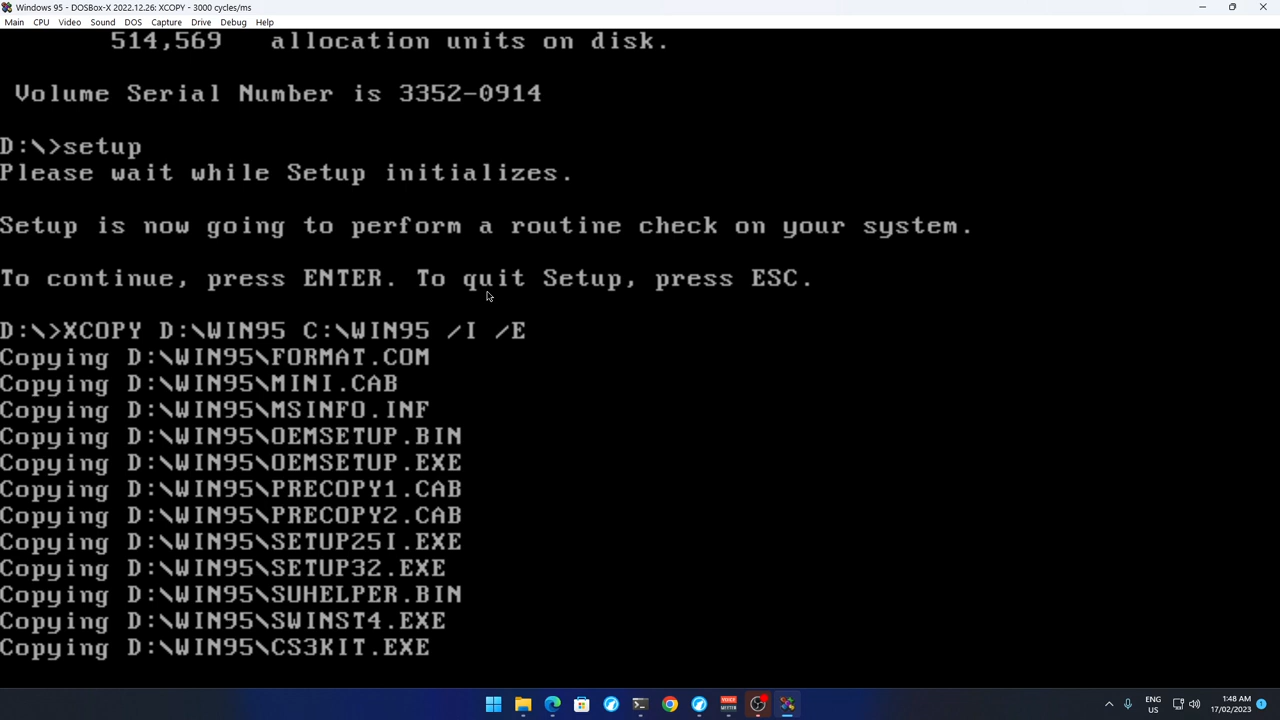 Windows 95 - DOSBox-X 2022.12.26: XCOPY - 3000 cycles/ms
Main CPU Video Sound DOS Capture Drive Debug Help
514,569 allocation units on disk.
Volume Serial Number is 3352-0914
D:\>setup
Please wait while Setup initializes.
Setup is now going to perform a routine check on your system.
To continue, press ENTER. To quit Setup, press ESC.
D:\>XCOPY D:\WIN95 C:\WIN95 /I /E
Copying D:\WIN95\FORMAT.COM
Copying D:\WIN95\MINI.CAB
Copying D:\WIN95\MSINFO.INF
Copying D:\WIN95\OEMSETUP.BIN
Copying D:\WIN95\OEMSETUP.EXE
Copying D:\WIN95\PRECOPY1.CAB
Copying D:\WIN95\PRECOPY2.CAB
Copying D:\WIN95\SETUP25I.EXE
Copying D:\WIN95\SETUP32.EXE
Copying D:\WIN95\SUHELPER.BIN
Copying D:\WIN95\SWINST4.EXE
Copying D:\WIN95\CS3KIT.EXE
ENG
US
1:48 AM
17/02/2023